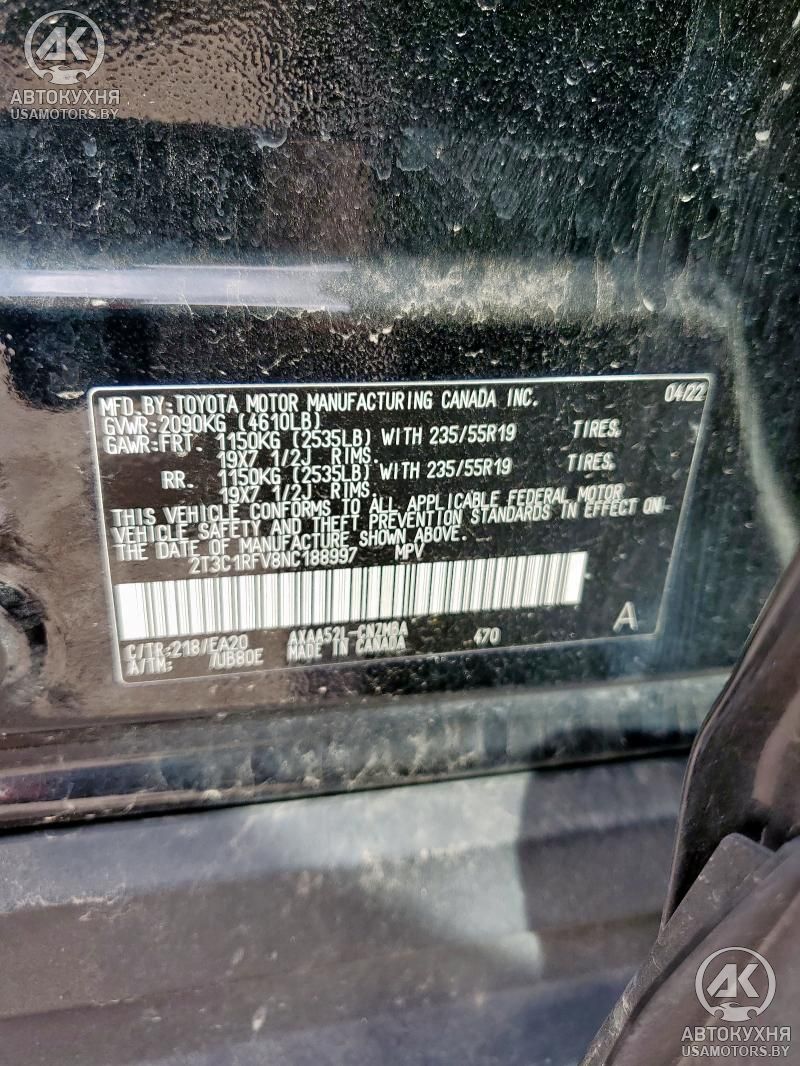 AK
АВТОКУХНЯ
USAMOTORS.BY
MFD.BY:TOYOTA MOTOR MANUFACTURING CANADA INC. 04/22
GVWR:2090KG (4610LB)
GAWR:FRT. 1150KG (2535LB) WITH 235/55R19 TIRES,
19X7 1/2J RIMS.
RR. 1150KG (2535LB) WITH 235/55R19 TIRES,
19X7 1/2J RIMS.
THIS VEHICLE CONFORMS TO ALL APPLICABLE FEDERAL MOTOR
VEHICLE SAFETY AND THEFT PREVENTION STANDARDS IN EFFECT ON
THE DATE OF MANUFACTURE SHOWN ABOVE.
2T3C1RFV8NC188997 MPV
C/TR:218/EA20 AXAA52L-CNZMBA 470 A
A/TM: /UB80E MADE IN CANADA
AK
АВТОКУХНЯ
USAMOTORS.BY